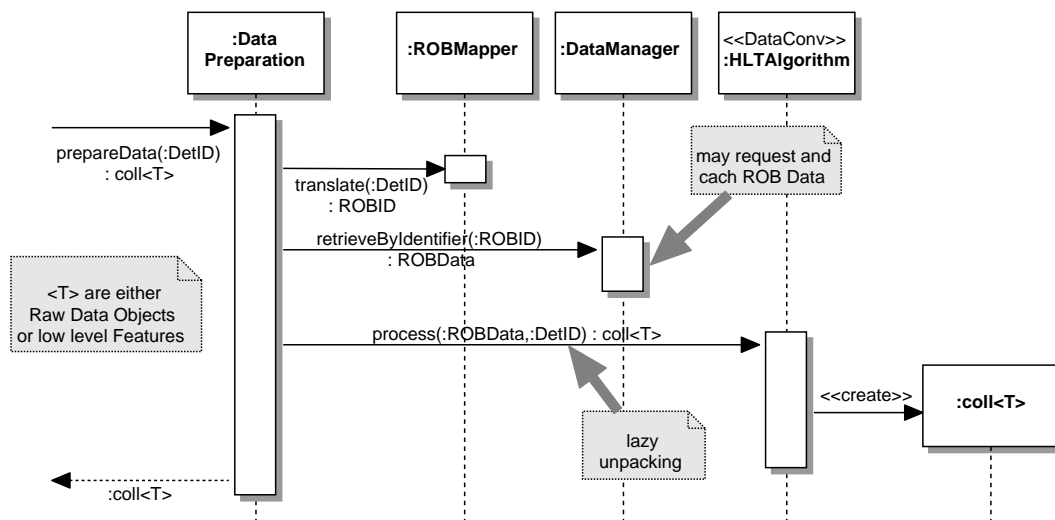 :Data
Preparation
:ROBMapper
:DataManager
<<DataConv>>
:HLTAlgorithm
prepareData(:DetID)
: coll<T>
translate(:DetID)
: ROBID
may request and
cach ROB Data
retrieveByIdentifier(:ROBID)
: ROBData
<T> are either
Raw Data Objects
or low level Features
process(:ROBData,:DetID) : coll<T>
<<create>>
:coll<T>
lazy
unpacking
:coll<T>